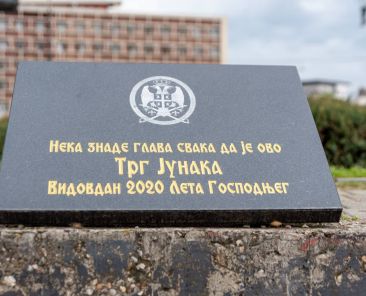 Нека знаде глава свака да је ово
Трг Јунака
Видовдан 2020 Лета Господњег